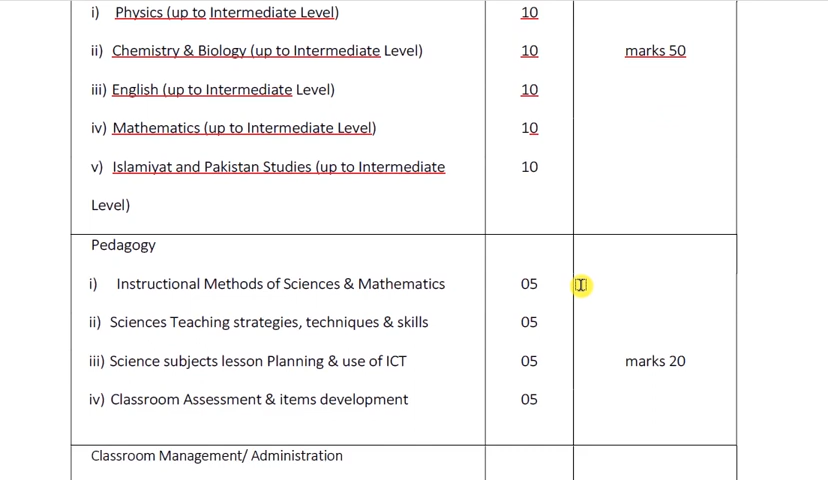 i) Physics (up to Intermediate Level) 10
ii) Chemistry & Biology (up to Intermediate Level) 10 marks 50
iii) English (up to Intermediate Level) 10
iv) Mathematics (up to Intermediate Level) 10
v) Islamiyat and Pakistan Studies (up to Intermediate 10
Level)
Pedagogy
i) Instructional Methods of Sciences & Mathematics 05
ii) Sciences Teaching strategies, techniques & skills 05
iii) Science subjects lesson Planning & use of ICT 05 marks 20
iv) Classroom Assessment & items development 05
Classroom Management/ Administration